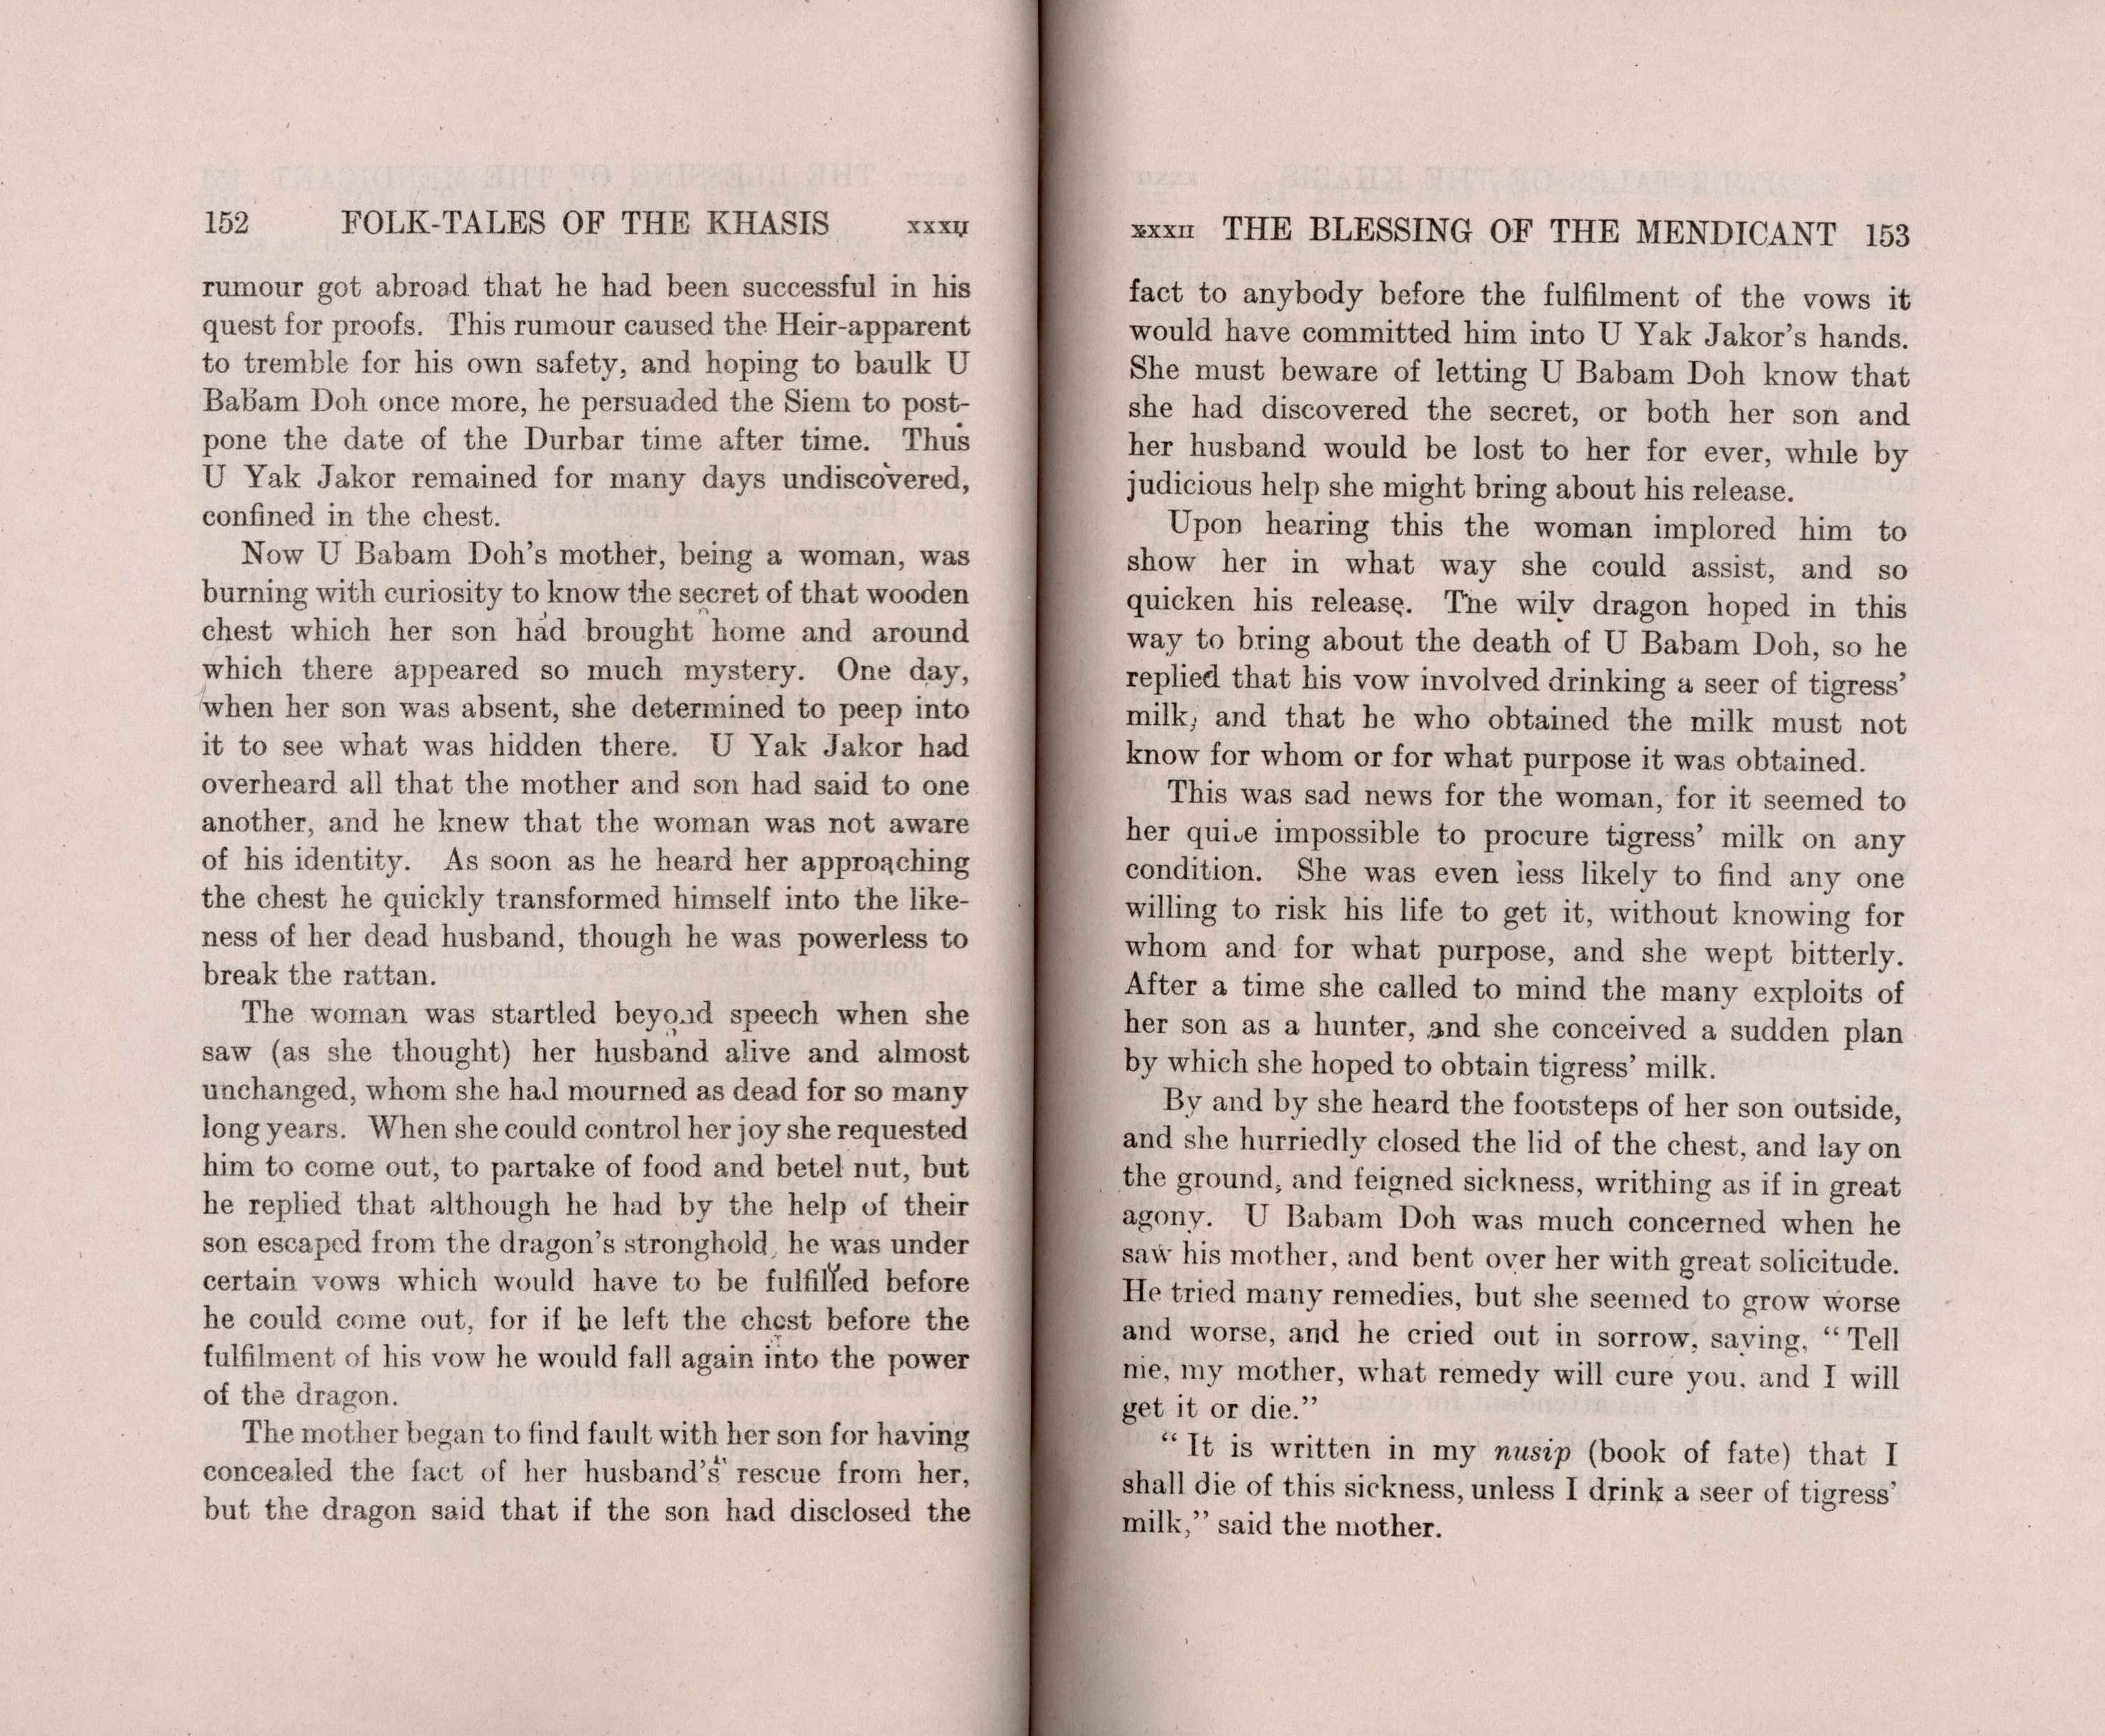 152 FOLK-TALES OF THE KHASIS XXXII
rumour got abroad that he had been successful in his
quest for proofs. This rumour caused the Heir-apparent
to tremble for his own safety, and hoping to baulk U
Babam Doh once more, he persuaded the Siem to post-
pone the date of the Durbar time after time. Thus
U Yak Jakor remained for many days undiscovered,
confined in the chest.
Now U Babam Doh's mother, being a woman, was
burning with curiosity to know the secret of that wooden
chest which her son had brought home and around
which there appeared so much mystery. One day,
when her son was absent, she determined to peep into
it to see what was hidden there. U Yak Jakor had
overheard all that the mother and son had said to one
another, and he knew that the woman was not aware
of his identity. As soon as he heard her approaching
the chest he quickly transformed himself into the like-
ness of her dead husband, though he was powerless to
break the rattan.
The woman was startled beyond speech when she
saw (as she thought) her husband alive and almost
unchanged, whom she had mourned as dead for so many
long years. When she could control her joy she requested
him to come out, to partake of food and betel nut, but
he replied that although he had by the help of their
son escaped from the dragon's stronghold, he was under
certain vows which would have to be fulfilled before
he could come out, for if he left the chest before the
fulfilment of his vow he would fall again into the power
of the dragon.
The mother began to find fault with her son for having
concealed the fact of her husband's rescue from her,
but the dragon said that if the son had disclosed the
XXXII THE BLESSING OF THE MENDICANT 153
fact to anybody before the fulfilment of the vows it
would have committed him into U Yak Jakor's hands.
She must beware of letting U Babam Doh know that
she had discovered the secret, or both her son and
her husband would be lost to her for ever, while by
judicious help she might bring about his release.
Upon hearing this the woman implored him to
show her in what way she could assist, and so
quicken his release. The wily dragon hoped in this
way to bring about the death of U Babam Doh, so he
replied that his vow involved drinking a seer of tigress'
milk, and that he who obtained the milk must not
know for whom or for what purpose it was obtained.
This was sad news for the woman, for it seemed to
her quite impossible to procure tigress' milk on any
condition. She was even less likely to find any one
willing to risk his life to get it, without knowing for
whom and for what purpose, and she wept bitterly.
After a time she called to mind the many exploits of
her son as a hunter, and she conceived a sudden plan
by which she hoped to obtain tigress' milk.
By and by she heard the footsteps of her son outside,
and she hurriedly closed the lid of the chest, and lay on
the ground, and feigned sickness, writhing as if in great
agony. U Babam Doh was much concerned when he
saw his mother, and bent over her with great solicitude.
He tried many remedies, but she seemed to grow worse
and worse, and he cried out in sorrow, saying, "Tell
me, my mother, what remedy will cure you, and I will
get it or die."
"It is written in my nusip (book of fate) that I
shall die of this sickness, unless I drink a seer of tigress'
milk," said the mother.